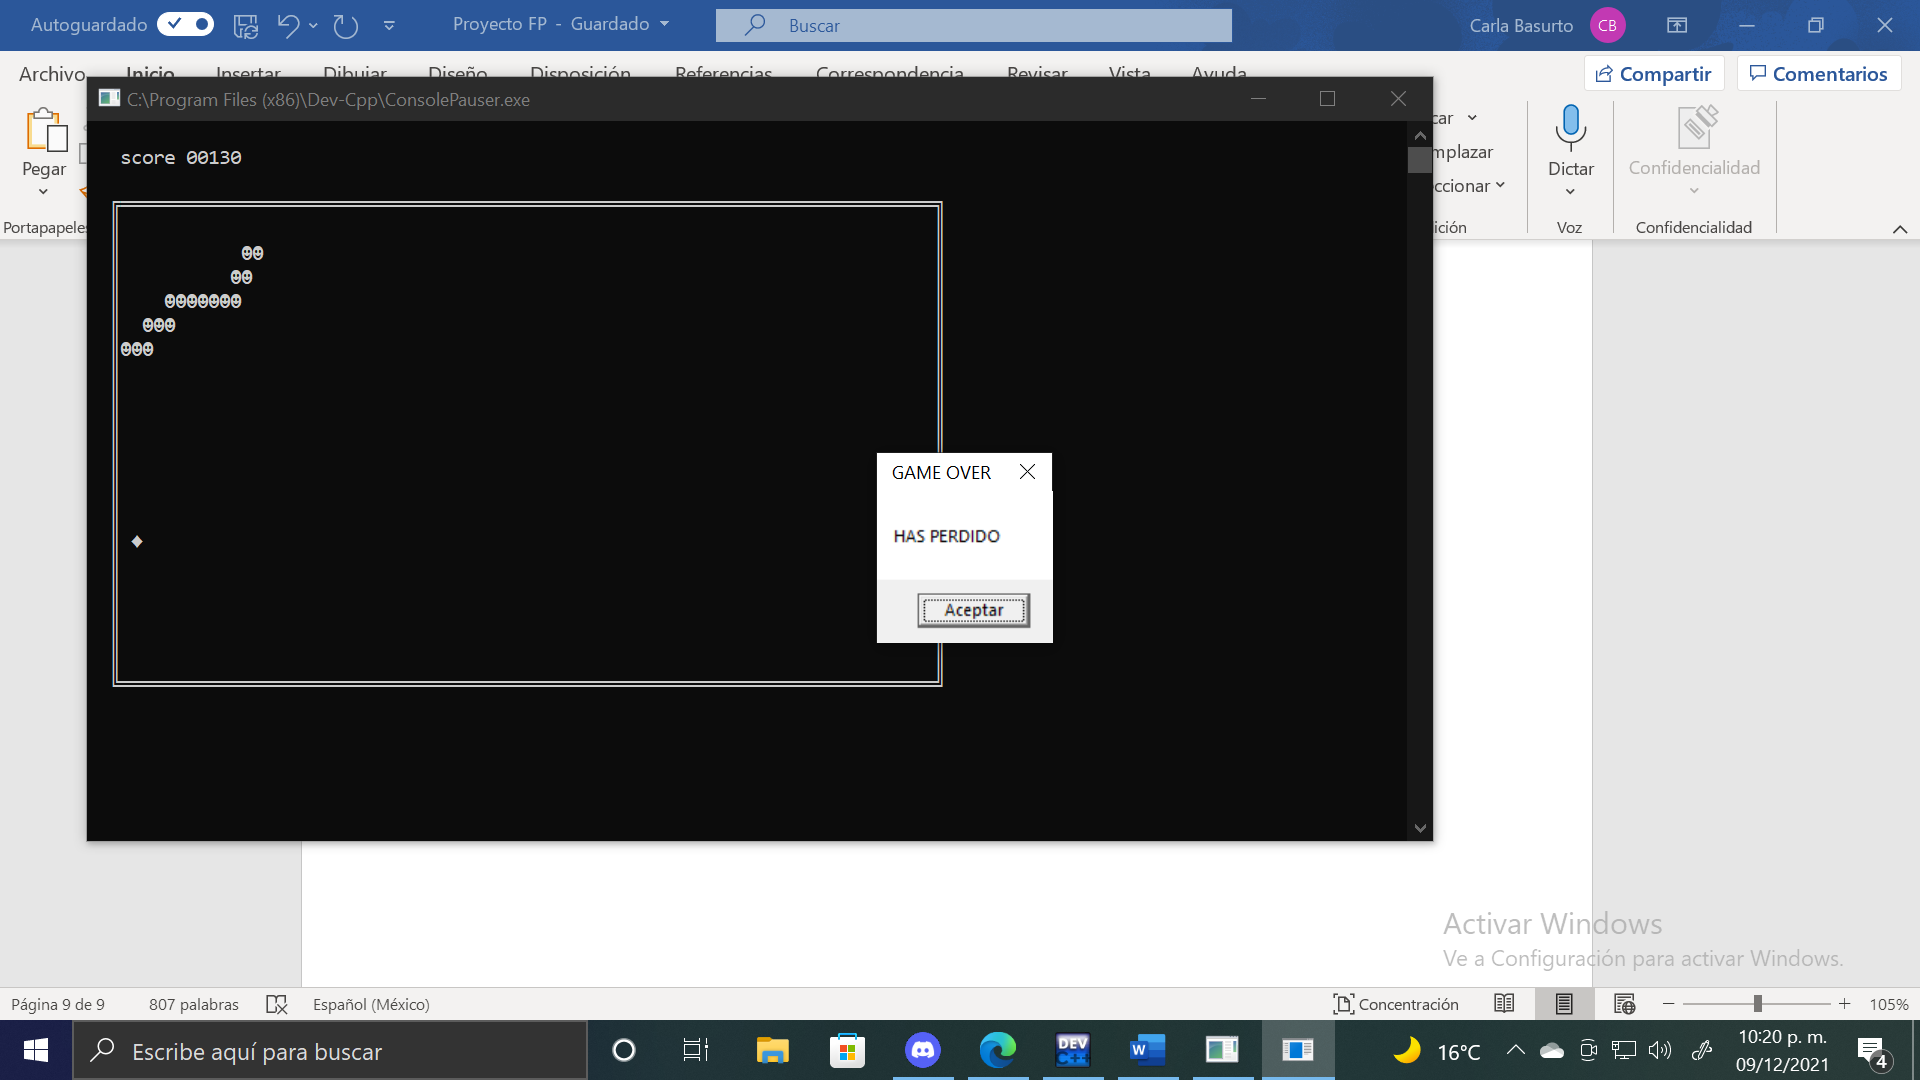 Autoguardado
Proyecto FP - Guardado
Buscar
Carla Basurto
CB
Archivo Inicio Insertar Dibujar Diseño Disposición Referencias Correspondencia Revisar Vista Ayuda
Compartir
Comentarios
C:\Program Files (x86)\Dev-Cpp\ConsolePauser.exe
Pegar
Portapapeles
car
mplazar
eccionar
ición
Dictar
Voz
Confidencialidad
Confidencialidad
score 00130
GAME OVER
HAS PERDIDO
Aceptar
Activar Windows
Ve a Configuración para activar Windows.
Página 9 de 9
807 palabras
Español (México)
Concentración
105%
Escribe aquí para buscar
DEV
C++
W
16°C
10:20 p. m.
09/12/2021
4